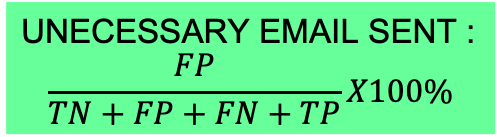 UNECESSARY EMAIL SENT :
FP
TN + FP + FN + TP X100%